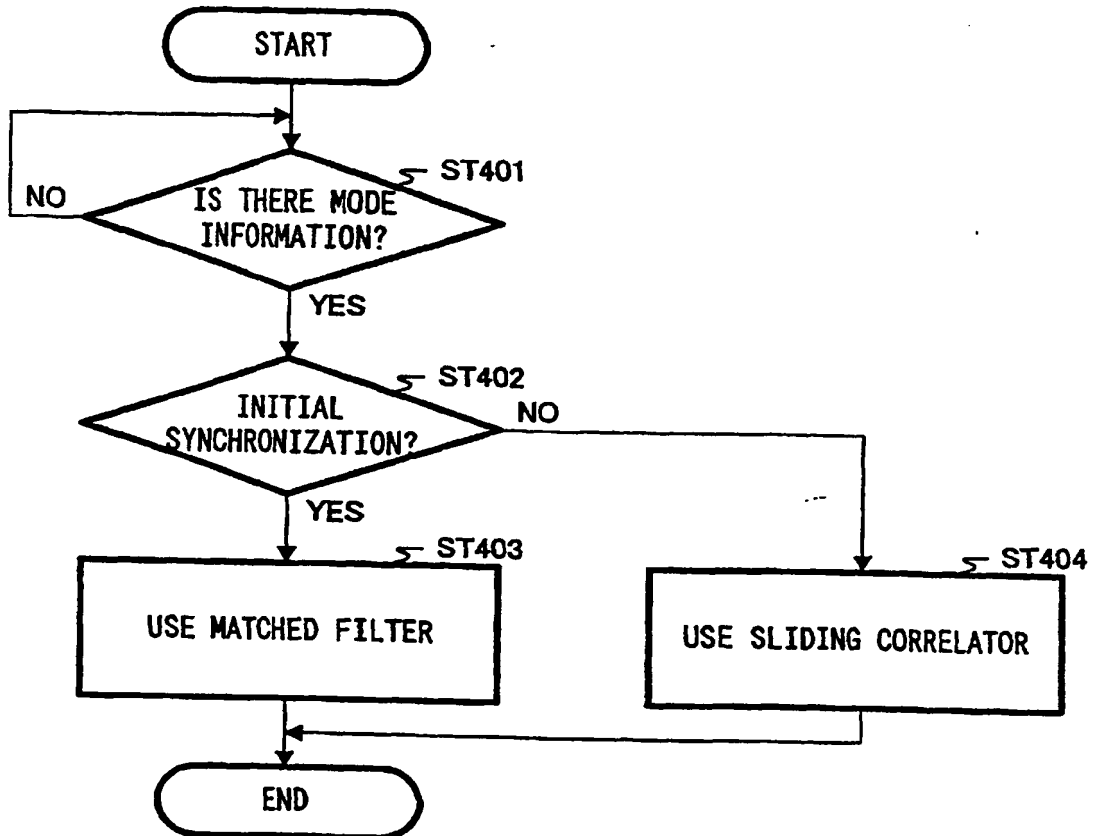 START
ST401
NO
IS THERE MODE
INFORMATION?
YES
ST402
INITIAL
SYNCHRONIZATION?
NO
YES
ST403
USE MATCHED FILTER
ST404
USE SLIDING CORRELATOR
END